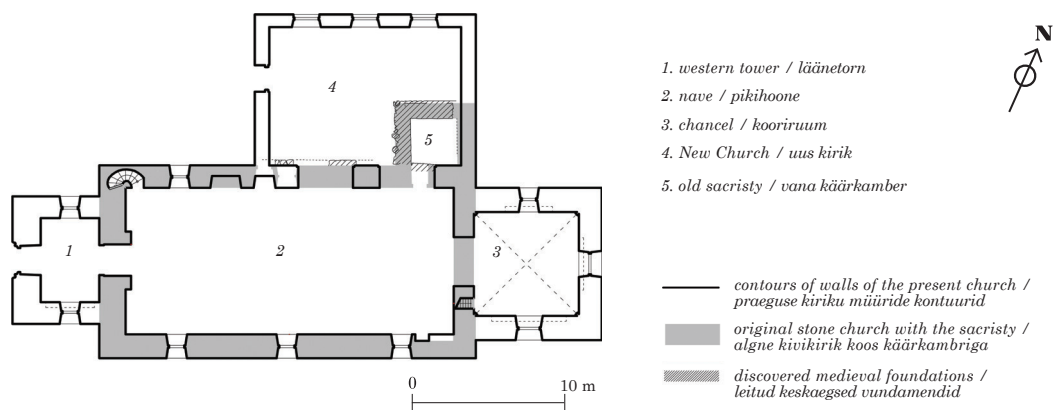 N
1. western tower / läänetorn
2. nave / pikihoone
3. chancel / kooriruum
4. New Church / uus kirik
5. old sacristy / vana käärkamber
4
5
1
2
3
contours of walls of the present church /
praeguse kiriku müüride kontuurid
original stone church with the sacristy /
algne kivikirik koos käärkambriga
discovered medieval foundations /
leitud keskaegsed vundamendid
0 10 m